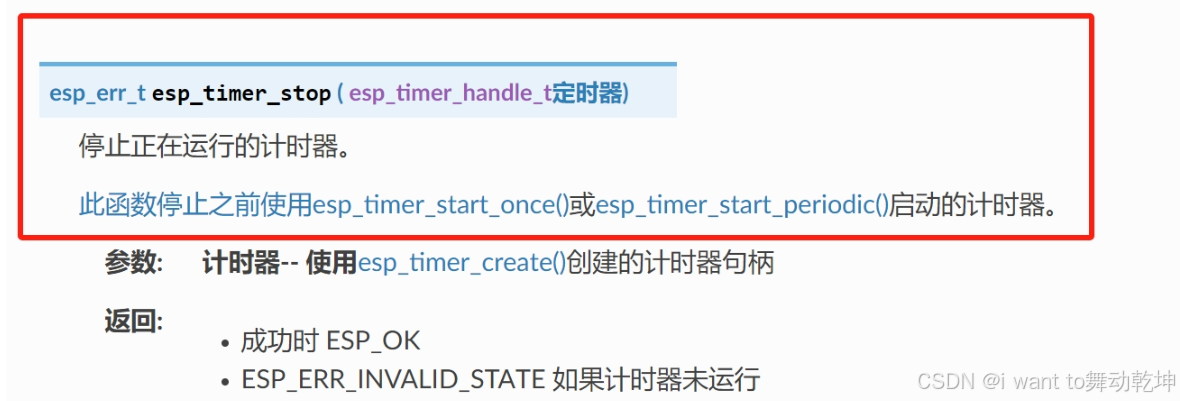 esp_err_t esp_timer_stop ( esp_timer_handle_t定时器)
停止正在运行的计时器。
此函数停止之前使用esp_timer_start_once()或esp_timer_start_periodic()启动的计时器。
参数: 计时器-- 使用esp_timer_create()创建的计时器句柄
返回:
• 成功时 ESP_OK
• ESP_ERR_INVALID_STATE 如果计时器未运行
CSDN @i want to舞动乾坤